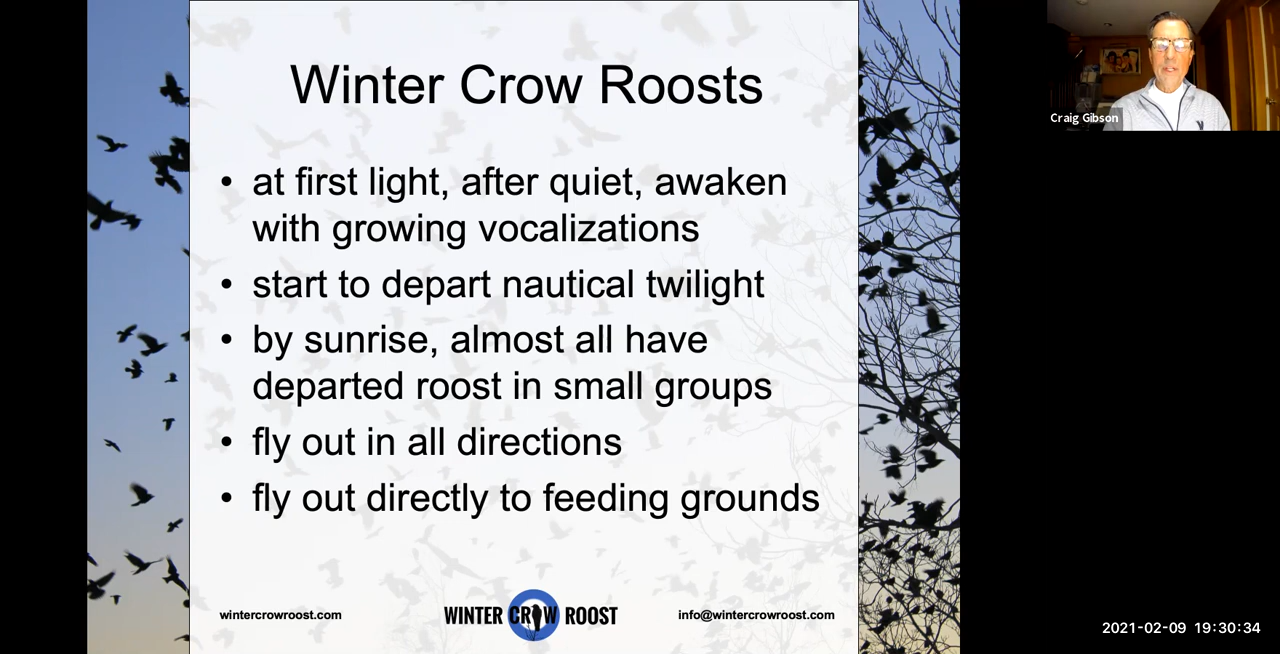 Winter Crow Roosts
• at first light, after quiet, awaken
with growing vocalizations
• start to depart nautical twilight
• by sunrise, almost all have
departed roost in small groups
• fly out in all directions
• fly out directly to feeding grounds
wintercrowroost.com
WINTER CROW ROOST
info@wintercrowroost.com
Craig Gibson
2021-02-09 19:30:34